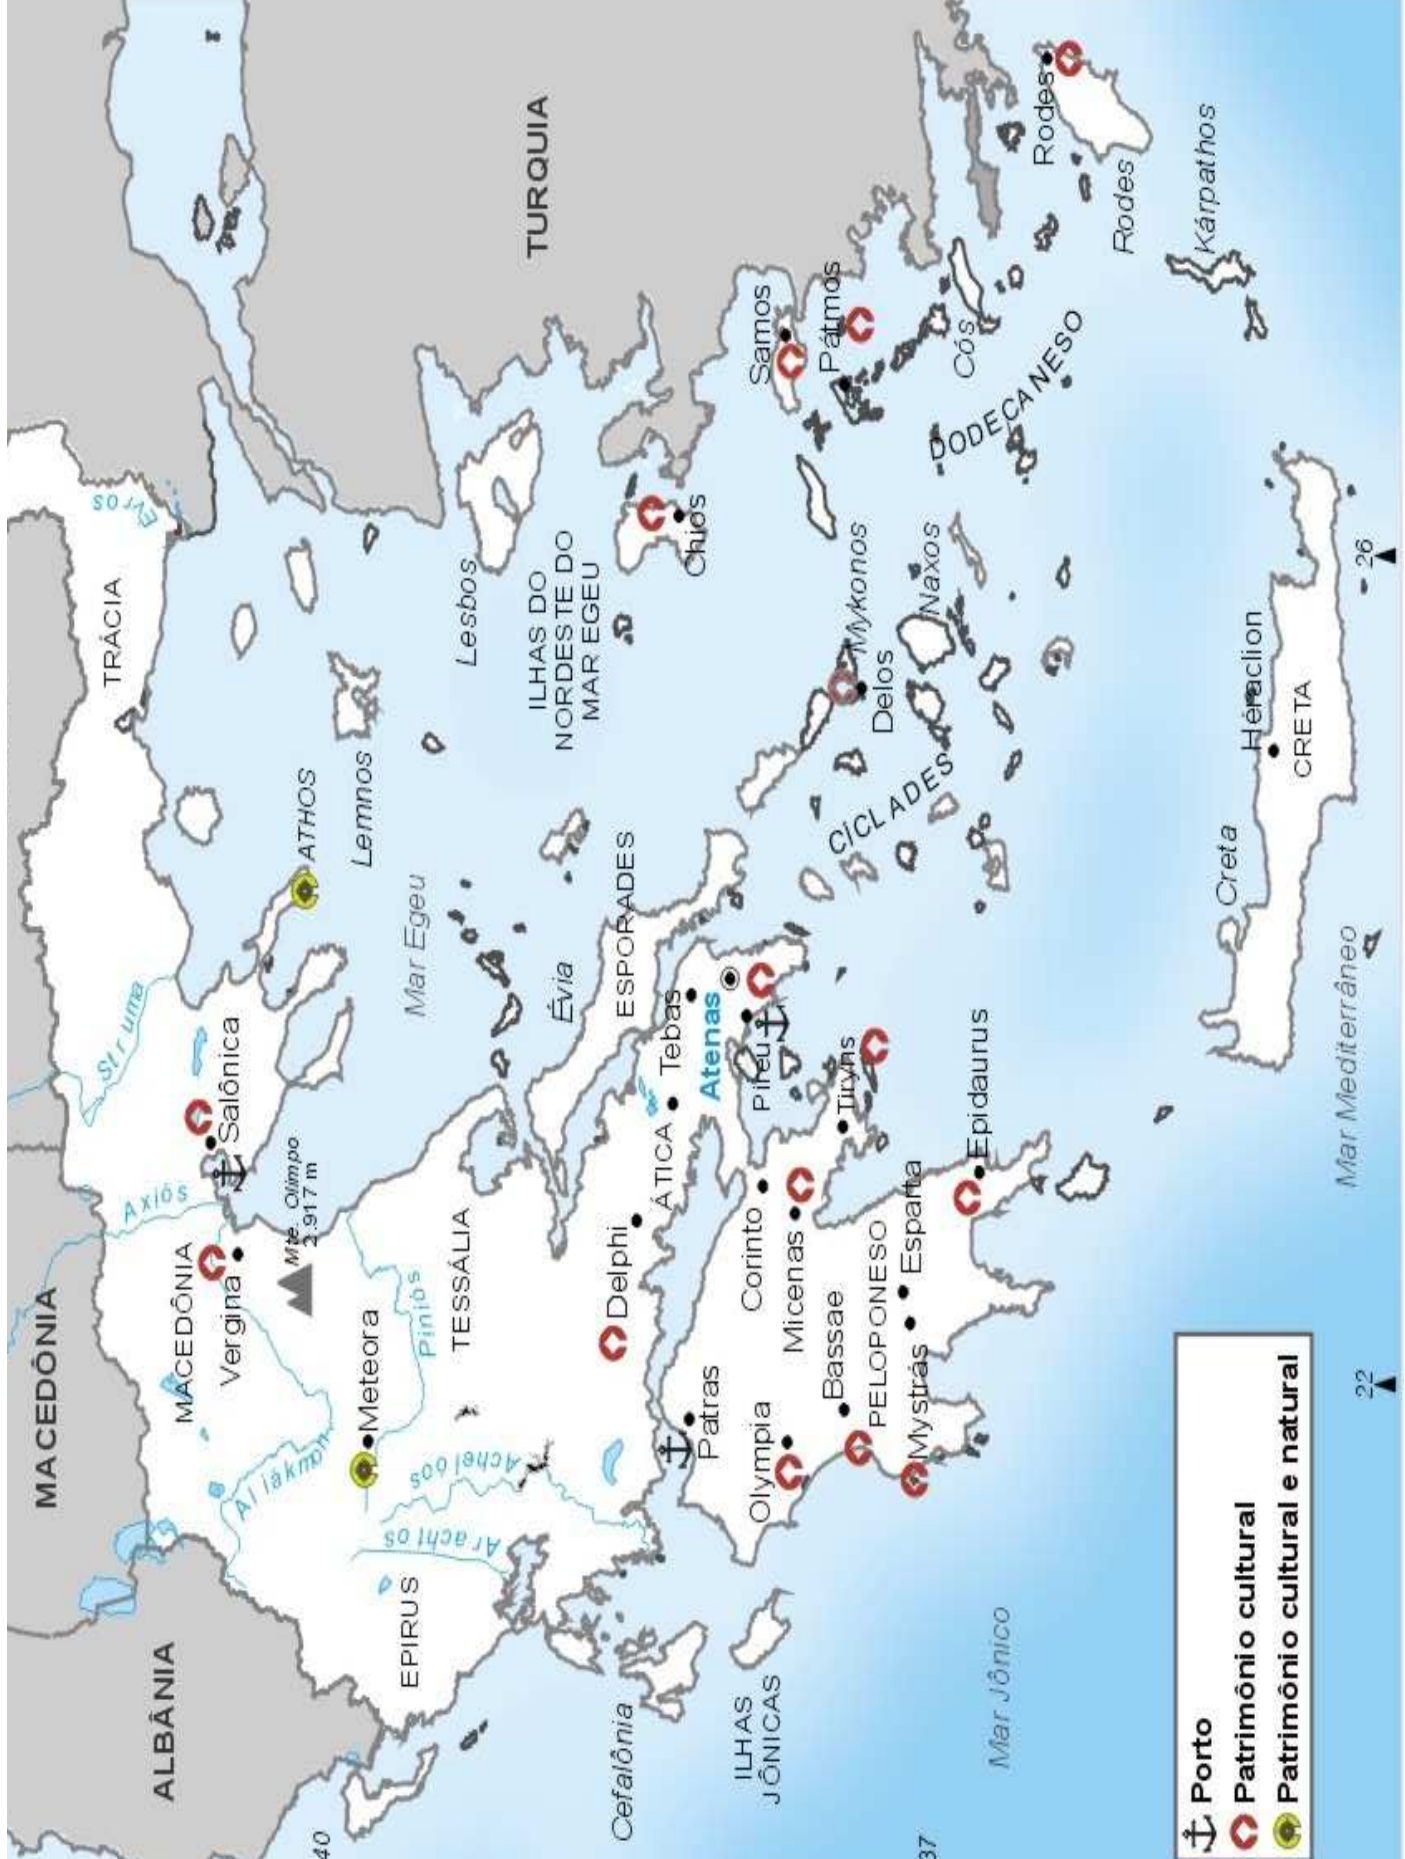 MACEDÔNIA
ALBÂNIA
TURQUIA
TRÁCIA
Evros
Struma
Axiós
MACEDÔNIA
Salônica
Vergina
Mte. Olimpo
2.917 m
Aliákmon
Meteora
Piniós
TESSÁLIA
Achelóos
Arachtos
EPIRUS
ATHOS
Lemnos
Mar Egeu
Lesbos
ILHAS DO
NORDESTE DO
MAR EGEU
Chios
Évia
ESPORADES
Delphi
ÁTICA
Tebas
Atenas
Pireu
Cefalônia
ILHAS
JÔNICAS
Patras
Corinto
Micenas
Olympia
Bassae
PELOPONESO
Tiryns
Esparta
Mystrás
Epidaurus
Samos
Pátmos
Mykonos
Delos
Naxos
CÍCLADES
Cós
DODECANESO
Rodes
Rodes
Kárpathos
Héraclion
CRETA
Creta
Mar Mediterrâneo
Mar Jônico
40
37
22
26
Porto
Patrimônio cultural
Patrimônio cultural e natural